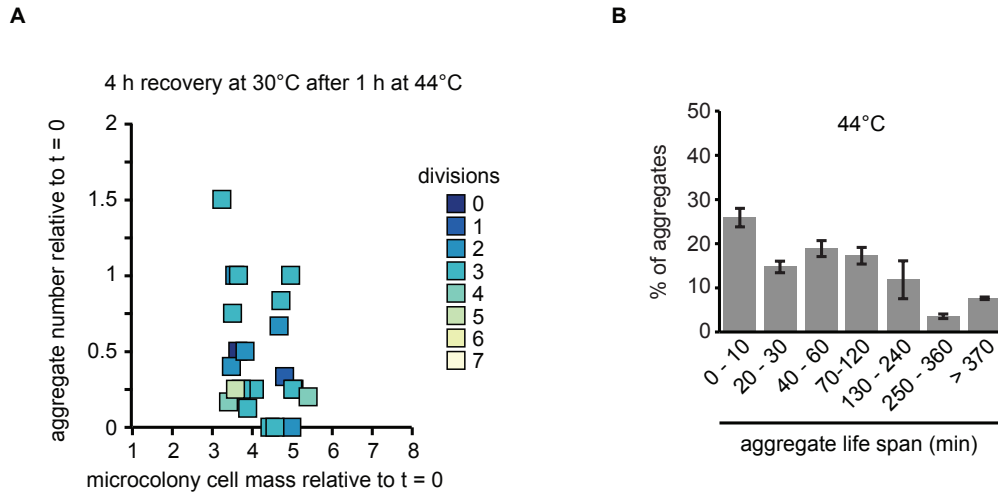 A
4 h recovery at 30°C after 1 h at 44°C
aggregate number relative to t = 0
2
1.5
1
0.5
0
1 2 3 4 5 6 7 8
microcolony cell mass relative to t = 0
divisions
0
1
2
3
4
5
6
7
B
44°C
% of aggregates
50
40
30
20
10
0
0 - 10
20 - 30
40 - 60
70-120
130 - 240
250 - 360
> 370
aggregate life span (min)